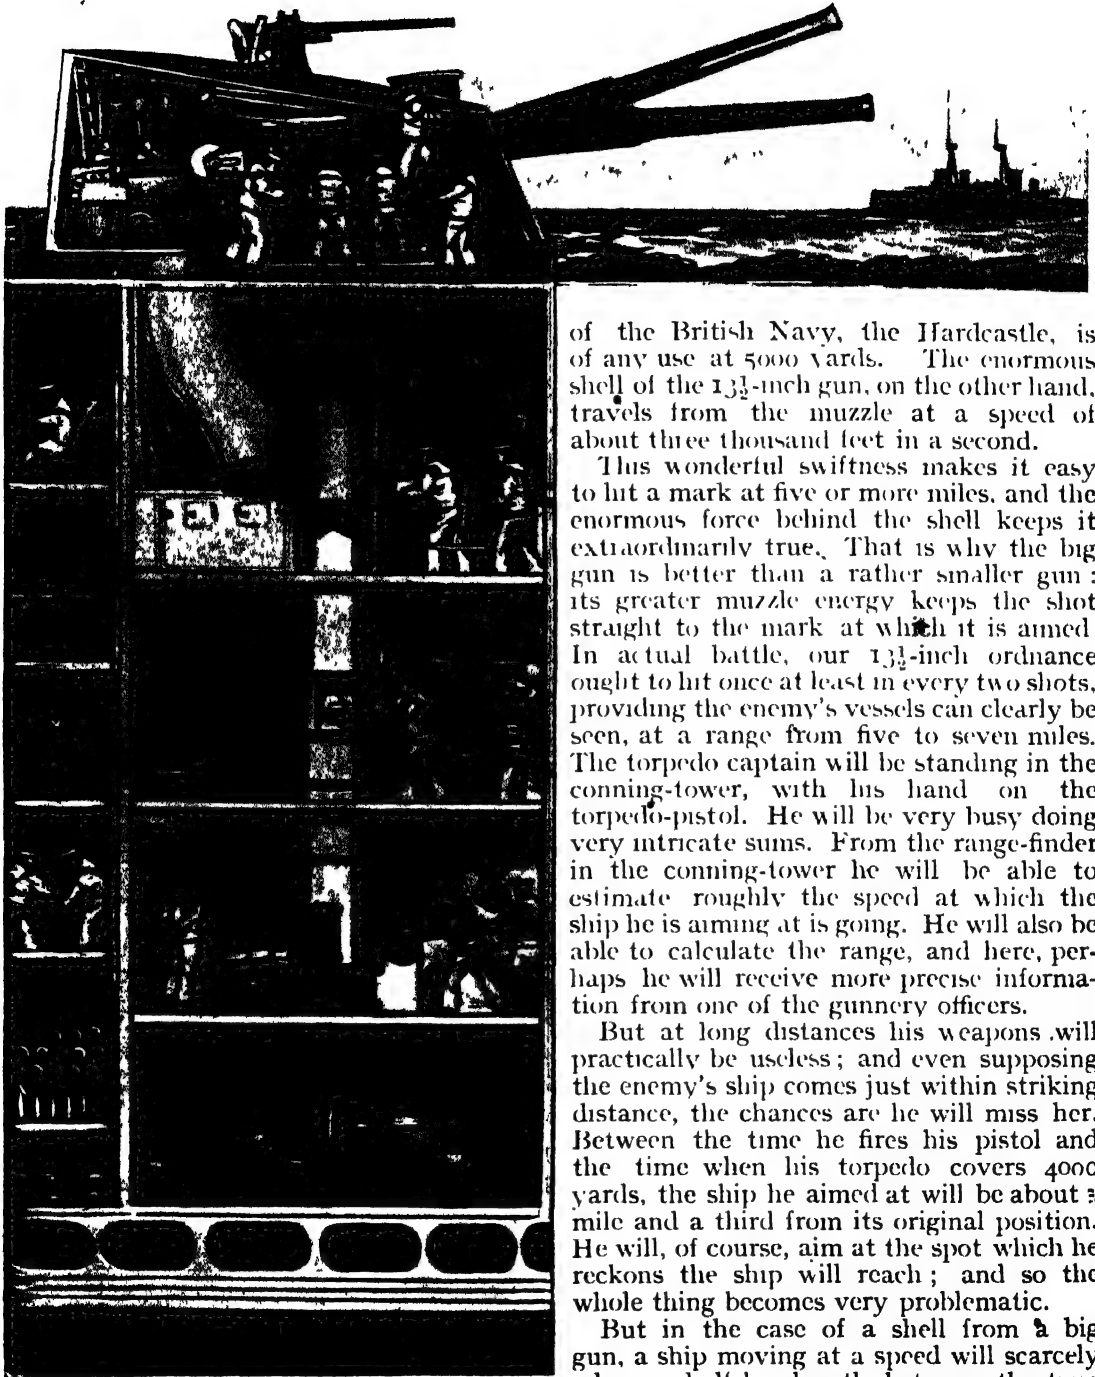 of the British Navy, the Hardcastle, is
of any use at 5000 yards. The enormous
shell of the 13½-inch gun, on the other hand,
travels from the muzzle at a speed of
about three thousand feet in a second.
This wonderful swiftness makes it easy
to hit a mark at five or more miles, and the
enormous force behind the shell keeps it
extraordinarily true. That is why the big
gun is better than a rather smaller gun :
its greater muzzle energy keeps the shot
straight to the mark at which it is aimed
In actual battle, our 13½-inch ordnance
ought to hit once at least in every two shots,
providing the enemy's vessels can clearly be
seen, at a range from five to seven miles.
The torpedo captain will be standing in the
conning-tower, with his hand on the
torpedo-pistol. He will be very busy doing
very intricate sums. From the range-finder
in the conning-tower he will be able to
estimate roughly the speed at which the
ship he is aiming at is going. He will also be
able to calculate the range, and here, per-
haps he will receive more precise informa-
tion from one of the gunnery officers.
But at long distances his weapons will
practically be useless ; and even supposing
the enemy's ship comes just within striking
distance, the chances are he will miss her.
Between the time he fires his pistol and
the time when his torpedo covers 4000
yards, the ship he aimed at will be about a
mile and a third from its original position.
He will, of course, aim at the spot which he
reckons the ship will reach ; and so the
whole thing becomes very problematic.
But in the case of a shell from a big
gun, a ship moving at a speed will scarcely